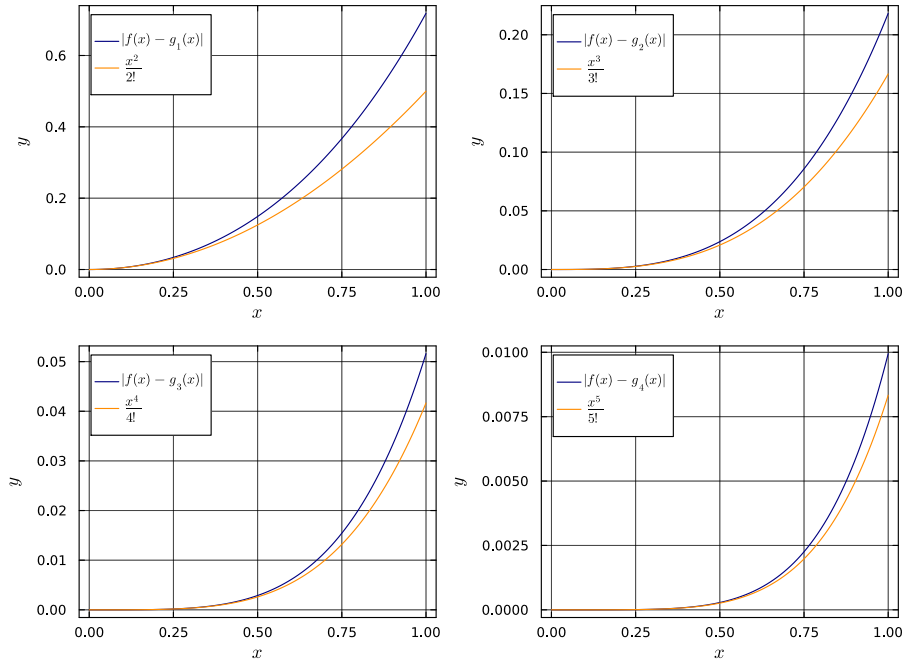 |f(x) − g₁(x)|
x²/2!
y
0.6
0.4
0.2
0.0
0.00 0.25 0.50 0.75 1.00
x
|f(x) − g₂(x)|
x³/3!
y
0.20
0.15
0.10
0.05
0.00
0.00 0.25 0.50 0.75 1.00
x
|f(x) − g₃(x)|
x⁴/4!
y
0.05
0.04
0.03
0.02
0.01
0.00
0.00 0.25 0.50 0.75 1.00
x
|f(x) − g₄(x)|
x⁵/5!
y
0.0100
0.0075
0.0050
0.0025
0.0000
0.00 0.25 0.50 0.75 1.00
x